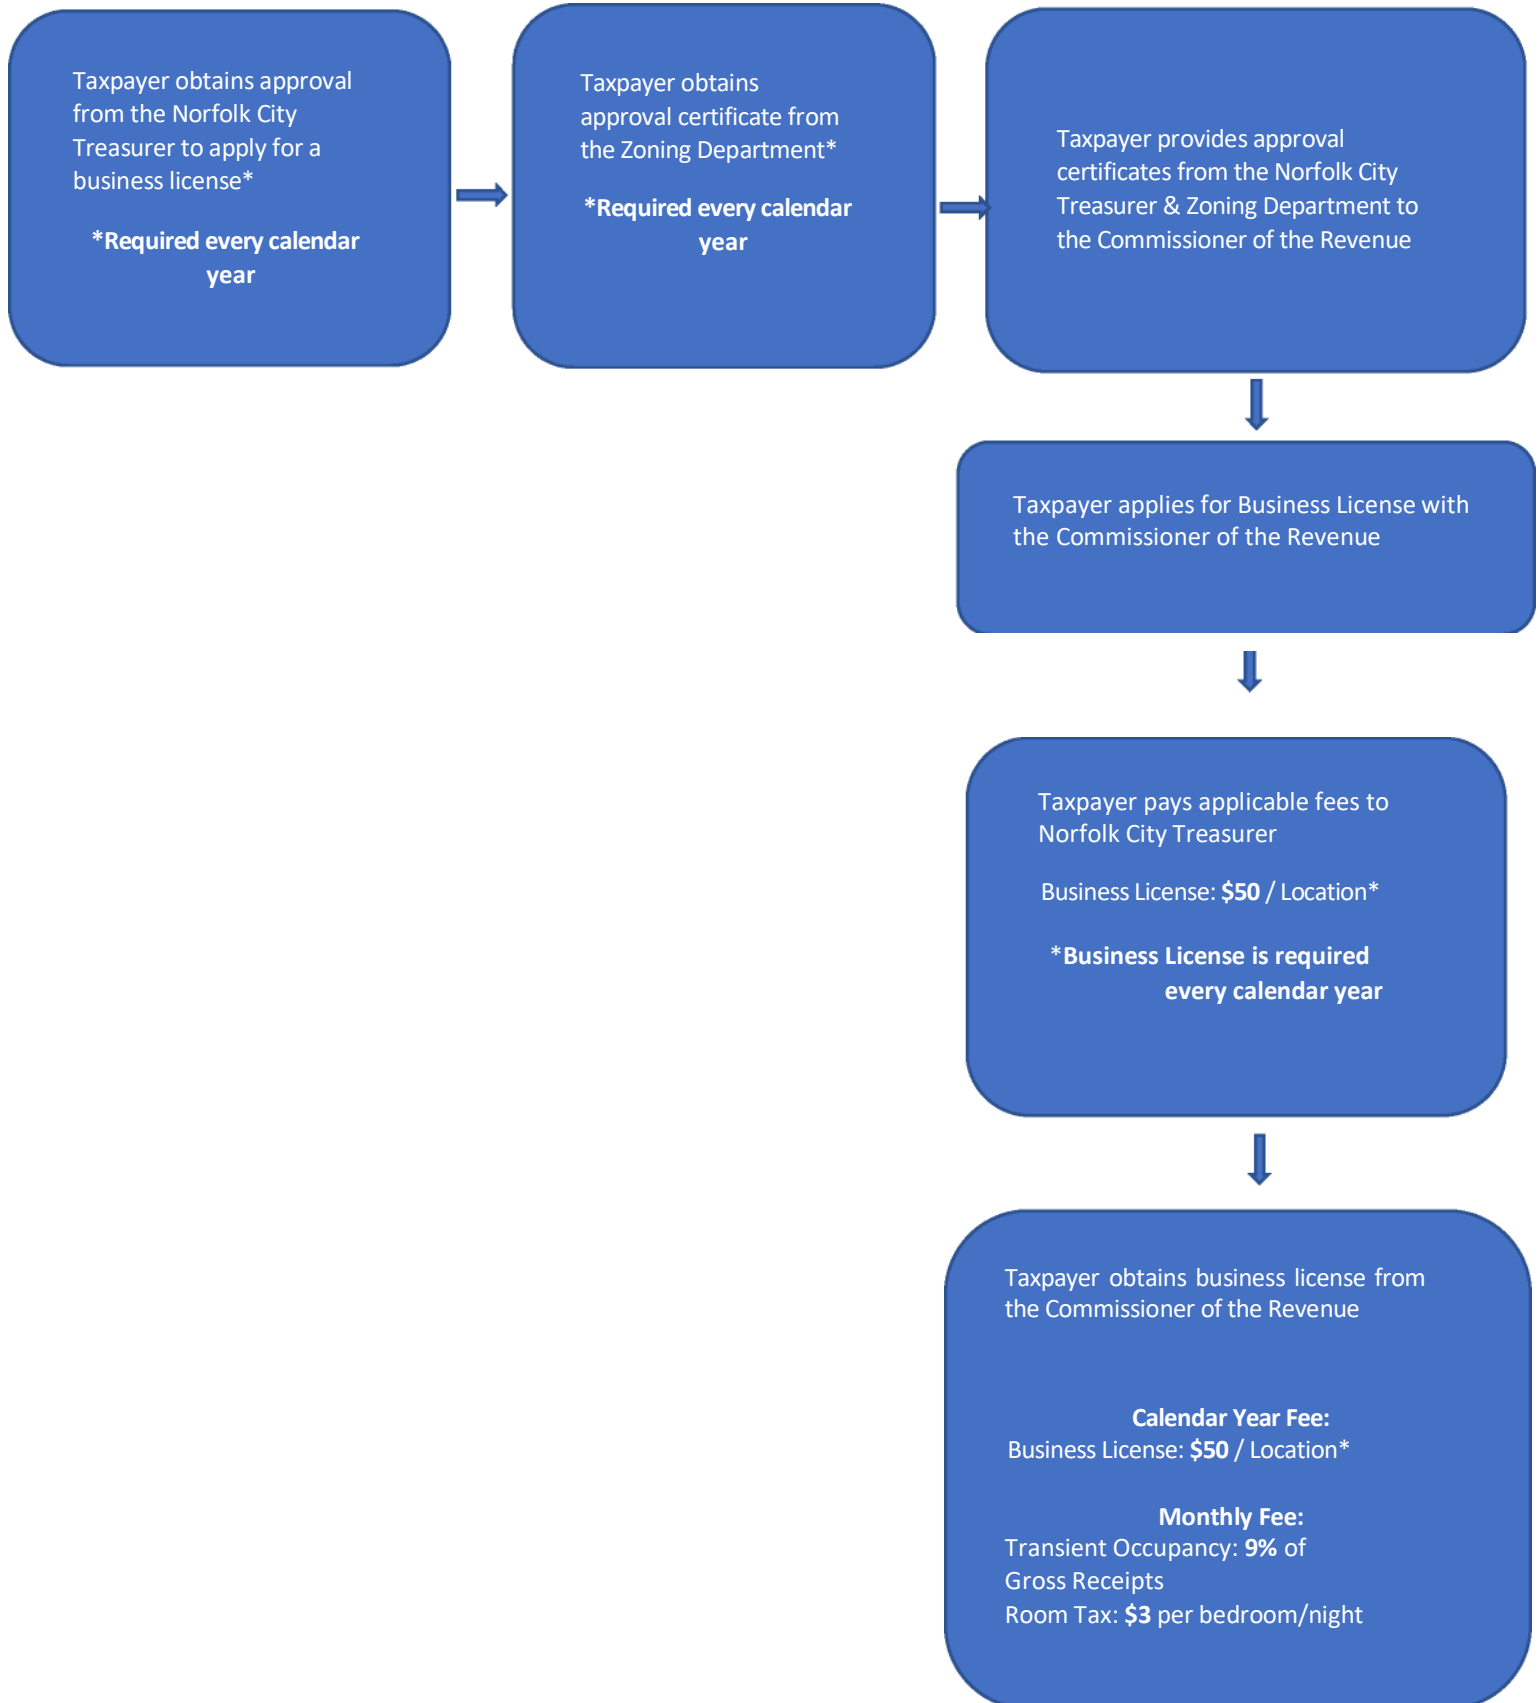 Taxpayer obtains approval
from the Norfolk City
Treasurer to apply for a
business license*
*Required every calendar
year
Taxpayer obtains
approval certificate from
the Zoning Department*
*Required every calendar
year
Taxpayer provides approval
certificates from the Norfolk City
Treasurer & Zoning Department to
the Commissioner of the Revenue
Taxpayer applies for Business License with
the Commissioner of the Revenue
Taxpayer pays applicable fees to
Norfolk City Treasurer
Business License: $50 / Location*
*Business License is required
every calendar year
Taxpayer obtains business license from
the Commissioner of the Revenue
Calendar Year Fee:
Business License: $50 / Location*
Monthly Fee:
Transient Occupancy: 9% of
Gross Receipts
Room Tax: $3 per bedroom/night